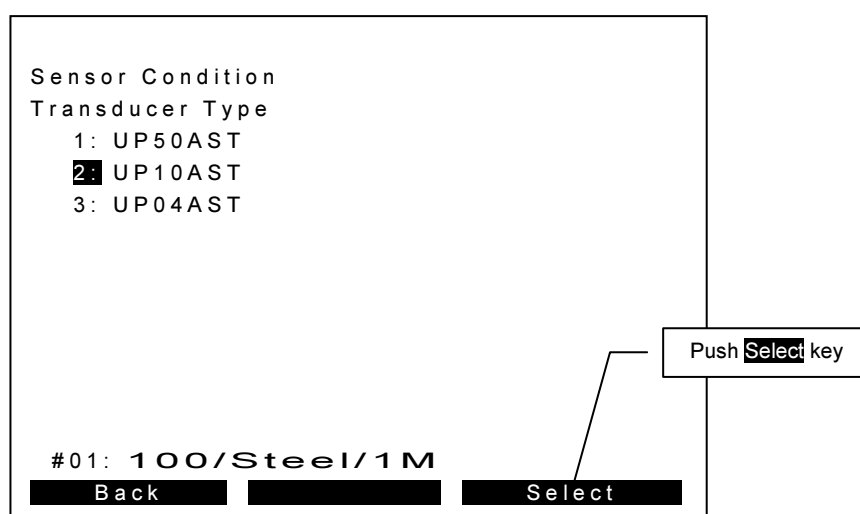 Sensor Condition
Transducer Type
1: UP50AST
2: UP10AST
3: UP04AST
Push Select key
#01: 100/Steel/1M
Back Select